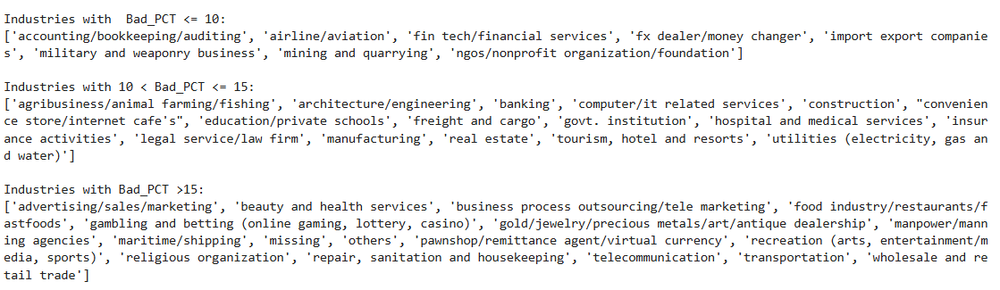 Industries with  Bad_PCT <= 10:
['accounting/bookkeeping/auditing', 'airline/aviation', 'fin tech/financial services', 'fx dealer/money changer', 'import export companie
s', 'military and weaponry business', 'mining and quarrying', 'ngos/nonprofit organization/foundation']
Industries with 10 < Bad_PCT <= 15:
['agribusiness/animal farming/fishing', 'architecture/engineering', 'banking', 'computer/it related services', 'construction', "convenien
ce store/internet cafe's", 'education/private schools', 'freight and cargo', 'govt. institution', 'hospital and medical services', 'insur
ance activities', 'legal service/law firm', 'manufacturing', 'real estate', 'tourism, hotel and resorts', 'utilities (electricity, gas an
d water)']
Industries with Bad_PCT >15:
['advertising/sales/marketing', 'beauty and health services', 'business process outsourcing/tele marketing', 'food industry/restaurants/f
astfoods', 'gambling and betting (online gaming, lottery, casino)', 'gold/jewelry/precious metals/art/antique dealership', 'manpower/mann
ing agencies', 'maritime/shipping', 'missing', 'others', 'pawnshop/remittance agent/virtual currency', 'recreation (arts, entertainment/m
edia, sports)', 'religious organization', 'repair, sanitation and housekeeping', 'telecommunication', 'transportation', 'wholesale and re
tail trade']